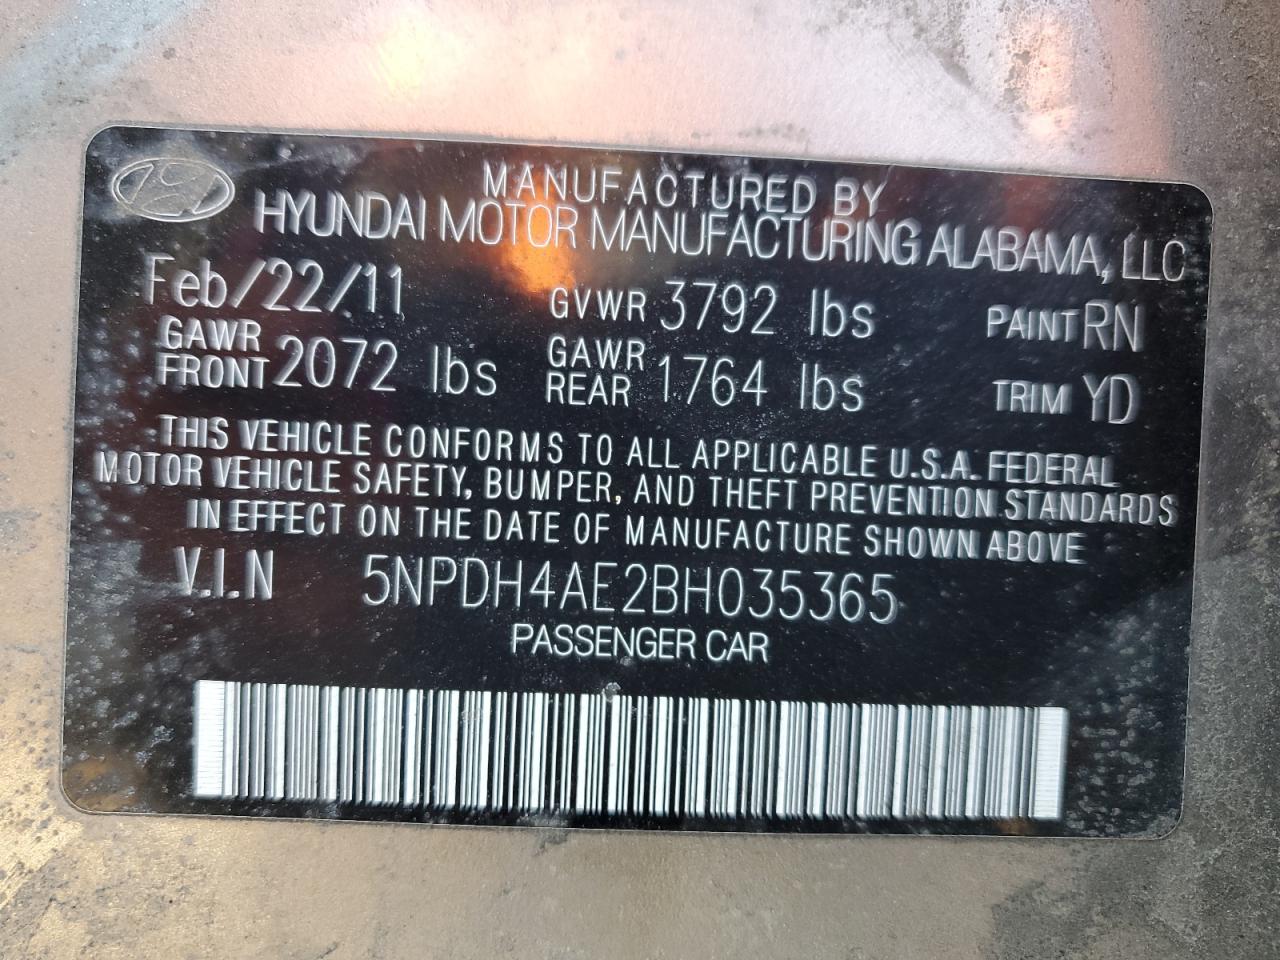 MANUFACTURED BY
HYUNDAI MOTOR MANUFACTURING ALABAMA, LLC
Feb/22/11 GVWR 3792 lbs PAINT RN
GAWR FRONT 2072 lbs GAWR REAR 1764 lbs TRIM YD
THIS VEHICLE CONFORMS TO ALL APPLICABLE U.S.A. FEDERAL
MOTOR VEHICLE SAFETY, BUMPER, AND THEFT PREVENTION STANDARDS
IN EFFECT ON THE DATE OF MANUFACTURE SHOWN ABOVE
V.I.N 5NPDH4AE2BH035365
PASSENGER CAR